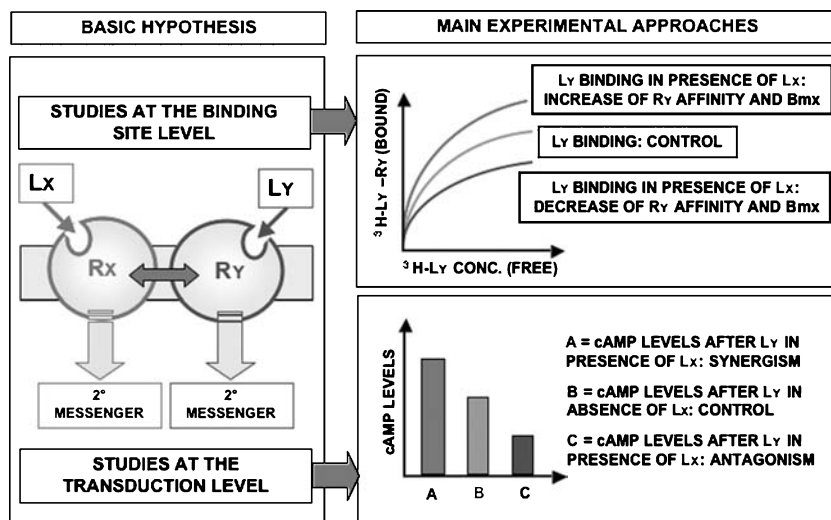 BASIC HYPOTHESIS
MAIN EXPERIMENTAL APPROACHES
STUDIES AT THE BINDING
SITE LEVEL
LX
LY
RX
RY
2°
MESSENGER
2°
MESSENGER
STUDIES AT THE
TRANSDUCTION LEVEL
³ H-LY –RY (BOUND)
LY BINDING IN PRESENCE OF LX:
INCREASE OF RY AFFINITY AND Bmx
LY BINDING: CONTROL
LY BINDING IN PRESENCE OF LX:
DECREASE OF RY AFFINITY AND Bmx
³ H-LY CONC. (FREE)
cAMP LEVELS
A
B
C
A = cAMP LEVELS AFTER LY IN
PRESENCE OF LX: SYNERGISM
B = cAMP LEVELS AFTER LY IN
ABSENCE OF LX: CONTROL
C = cAMP LEVELS AFTER LY IN
PRESENCE OF LX: ANTAGONISM